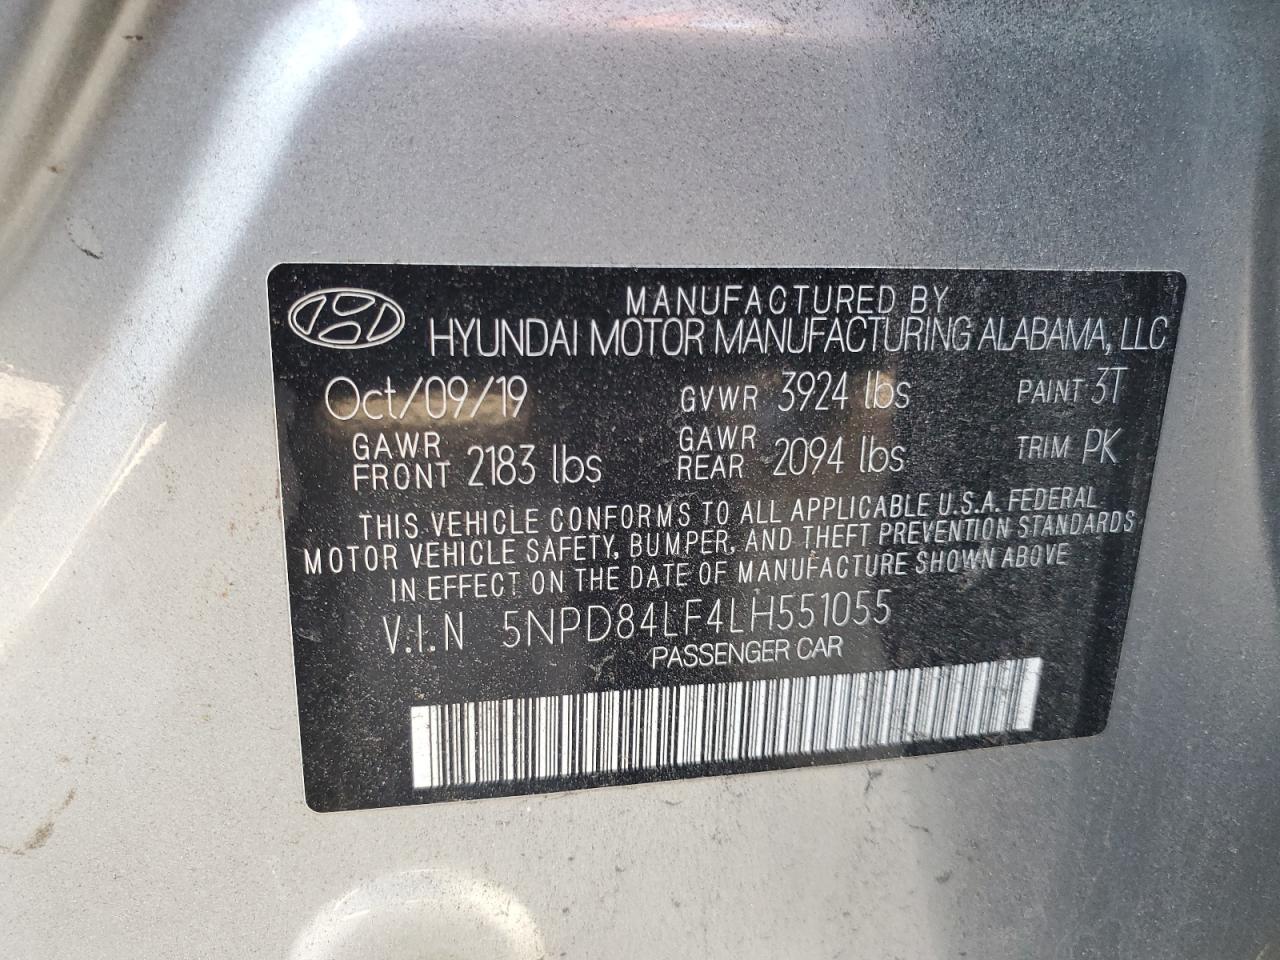 MANUFACTURED BY
HYUNDAI MOTOR MANUFACTURING ALABAMA, LLC
Oct/09/19 GVWR 3924 lbs PAINT 3T
GAWR FRONT 2183 lbs GAWR REAR 2094 lbs TRIM PK
THIS VEHICLE CONFORMS TO ALL APPLICABLE U.S.A. FEDERAL
MOTOR VEHICLE SAFETY, BUMPER, AND THEFT PREVENTION STANDARDS
IN EFFECT ON THE DATE OF MANUFACTURE SHOWN ABOVE
V.I.N 5NPD84LF4LH551055
PASSENGER CAR